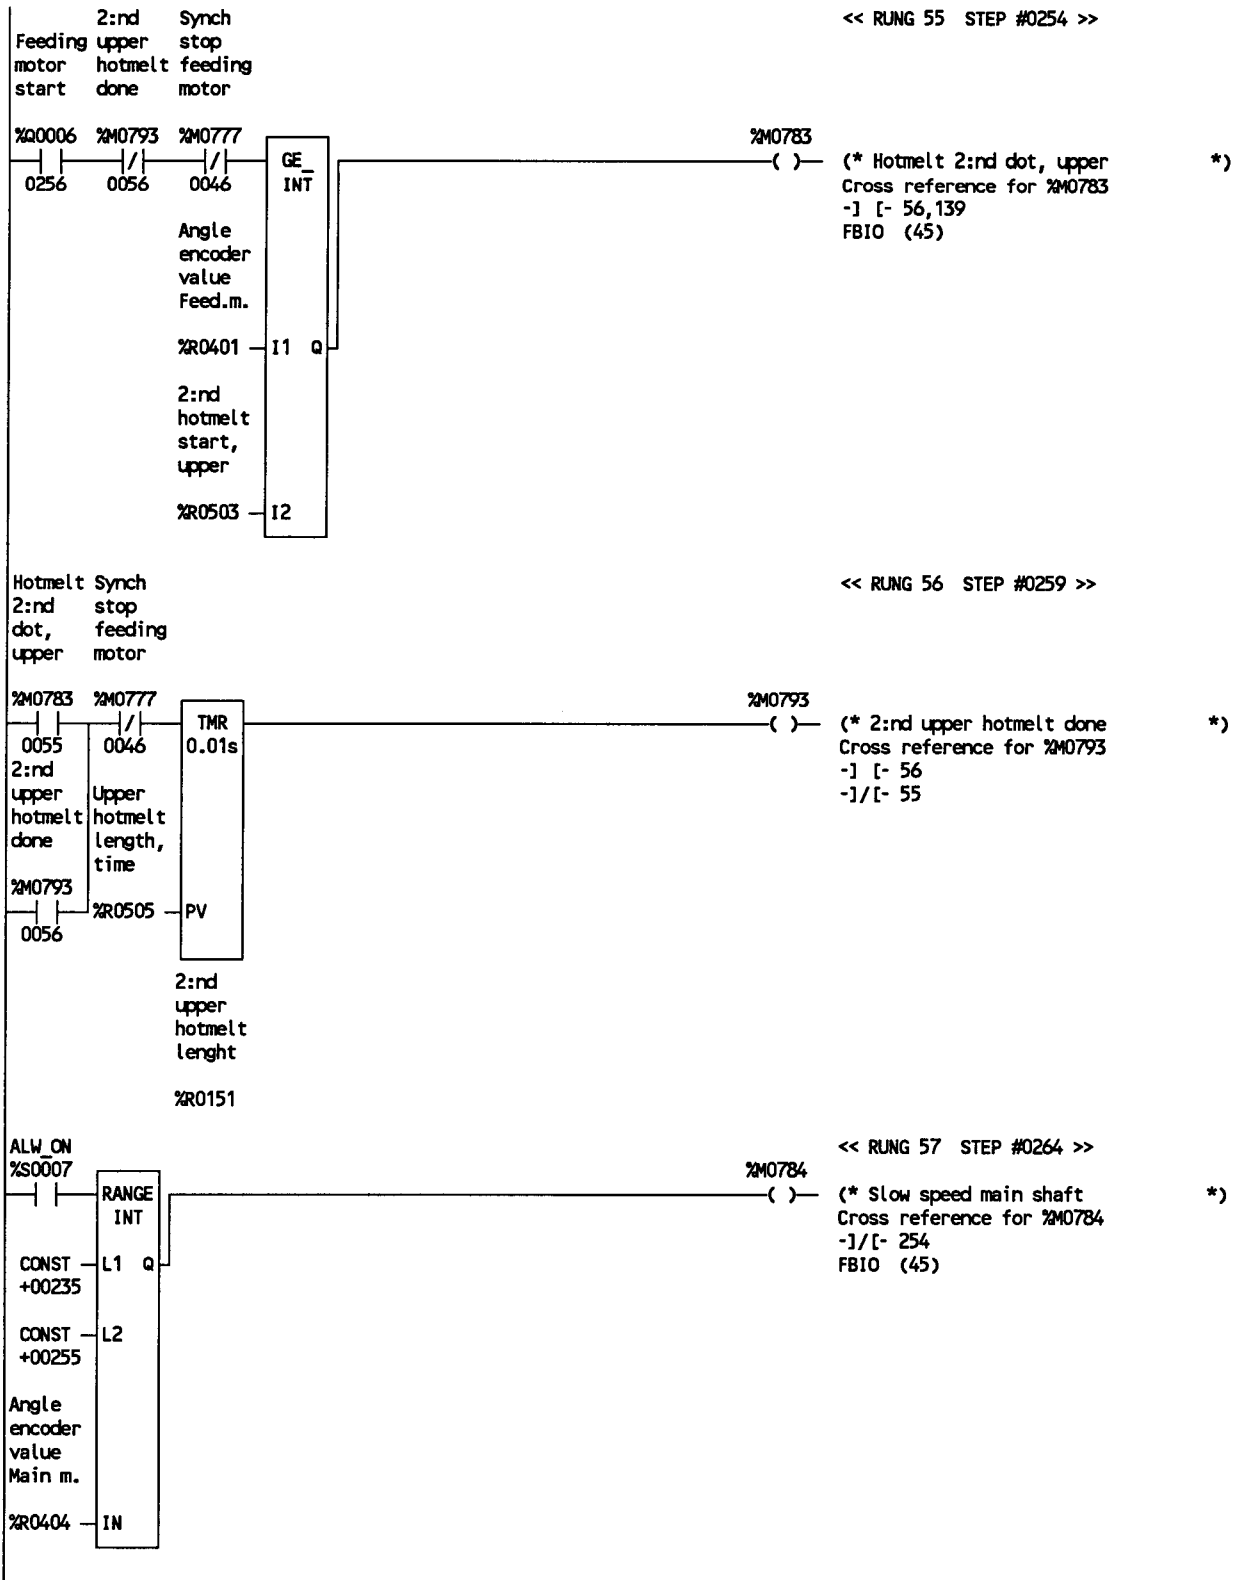 2:nd Synch << RUNG 55 STEP #0254 >>
Feeding upper stop
motor hotmelt feeding
start done motor
%Q0006 %M0793 %M0777 %M0783
GE_ ( ) (* Hotmelt 2:nd dot, upper *)
0256 0056 0046 INT Cross reference for %M0783
-] [- 56,139
Angle FBIO (45)
encoder
value
Feed.m.
%R0401 I1 Q
2:nd
hotmelt
start,
upper
%R0503 I2
Hotmelt Synch << RUNG 56 STEP #0259 >>
2:nd stop
dot, feeding
upper motor
%M0783 %M0777 %M0793
TMR ( ) (* 2:nd upper hotmelt done *)
0055 0046 0.01s Cross reference for %M0793
2:nd -] [- 56
upper Upper -]/[- 55
hotmelt hotmelt
done length,
time
%M0793
%R0505 PV
0056
2:nd
upper
hotmelt
lenght
%R0151
ALW_ON << RUNG 57 STEP #0264 >>
%S0007 %M0784
RANGE ( ) (* Slow speed main shaft *)
INT Cross reference for %M0784
-]/[- 254
CONST L1 Q FBIO (45)
+00235
CONST L2
+00255
Angle
encoder
value
Main m.
%R0404 IN